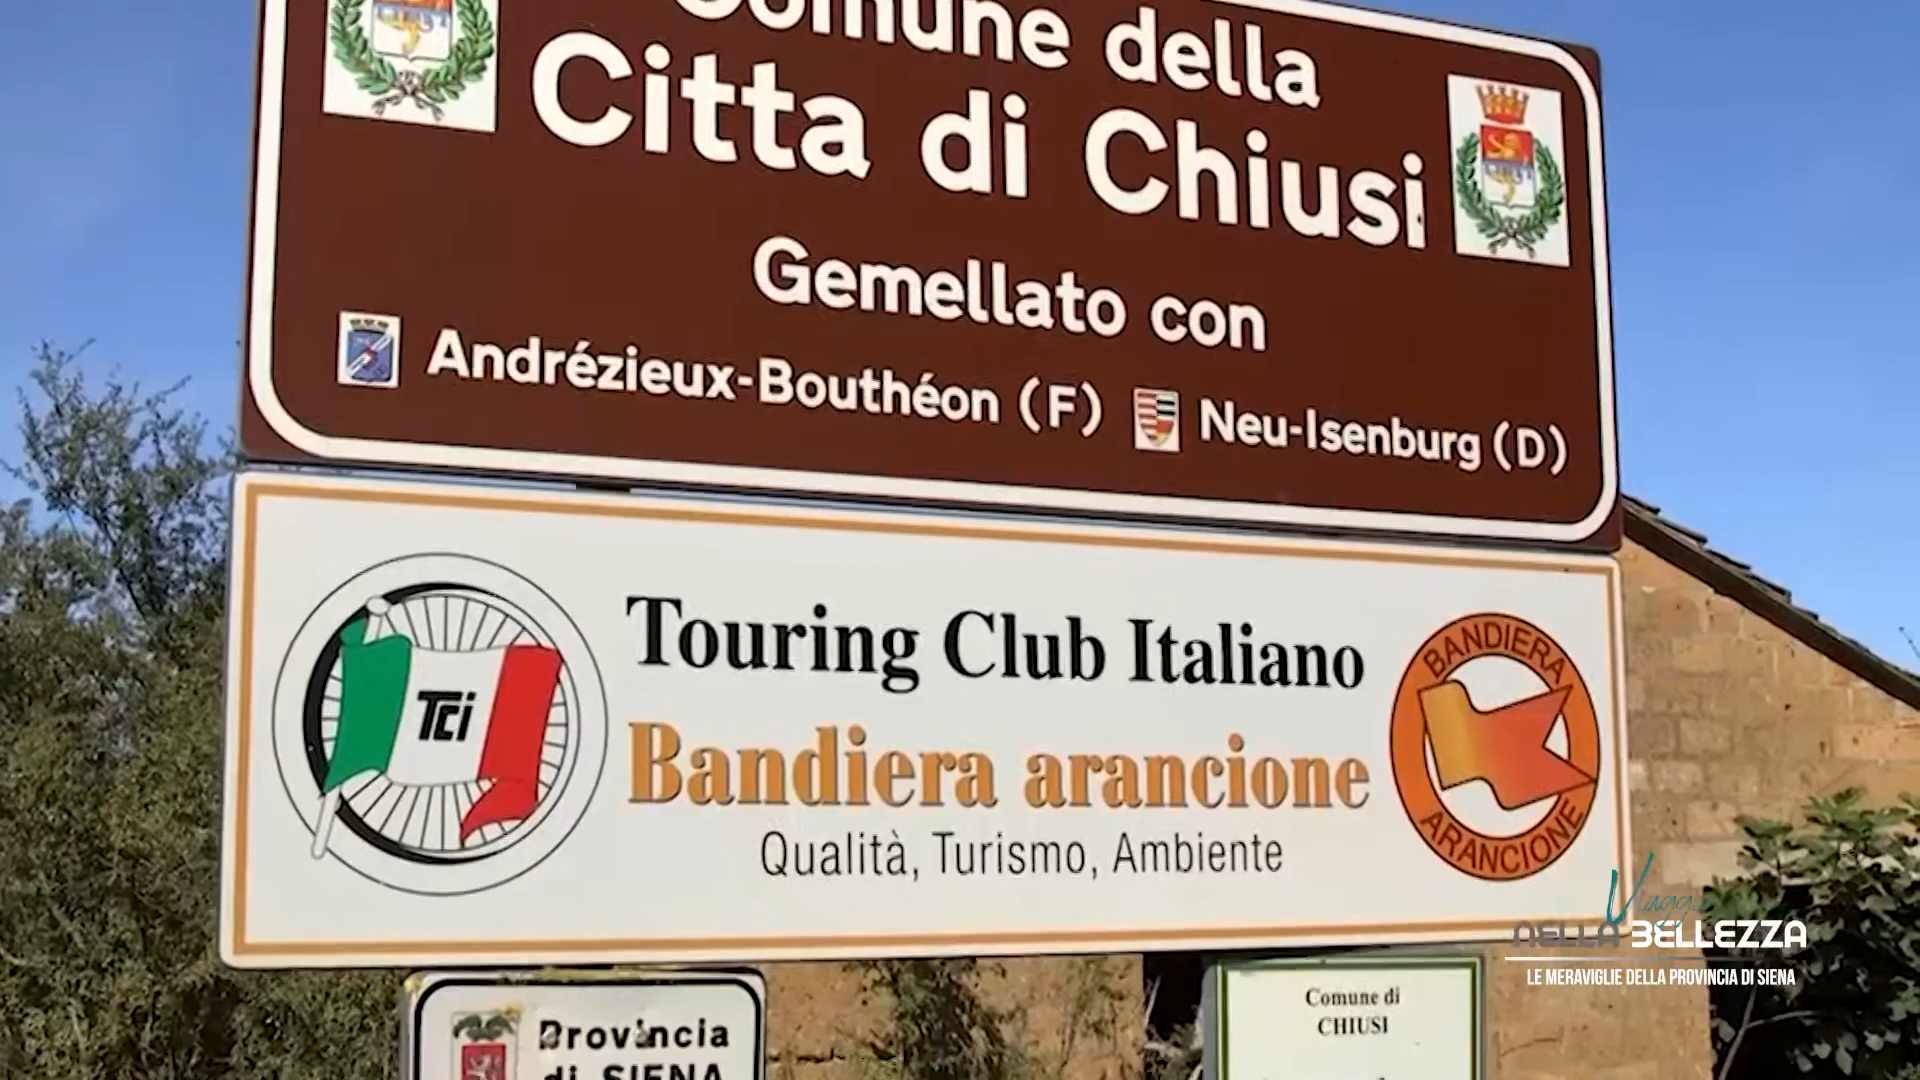 Comune della
Citta di Chiusi
Gemellato con
Andrézieux-Bouthéon (F) Neu-Isenburg (D)
TCi
Touring Club Italiano
Bandiera arancione
Qualità, Turismo, Ambiente
BANDIERA
ARANCIONE
Viaggio
NELLA BELLEZZA
LE MERAVIGLIE DELLA PROVINCIA DI SIENA
Provincia
di SIENA
Comune di
CHIUSI